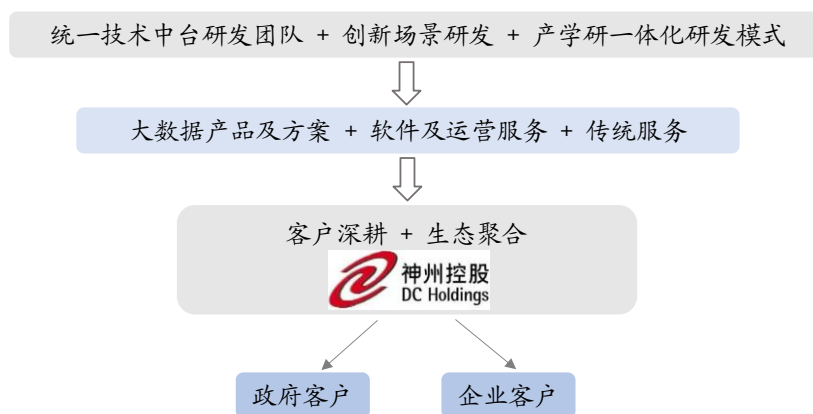 统一技术中台研发团队 + 创新场景研发 + 产学研一体化研发模式
大数据产品及方案 + 软件及运营服务 + 传统服务
客户深耕 + 生态聚合
神州控股
DC Holdings
政府客户
企业客户